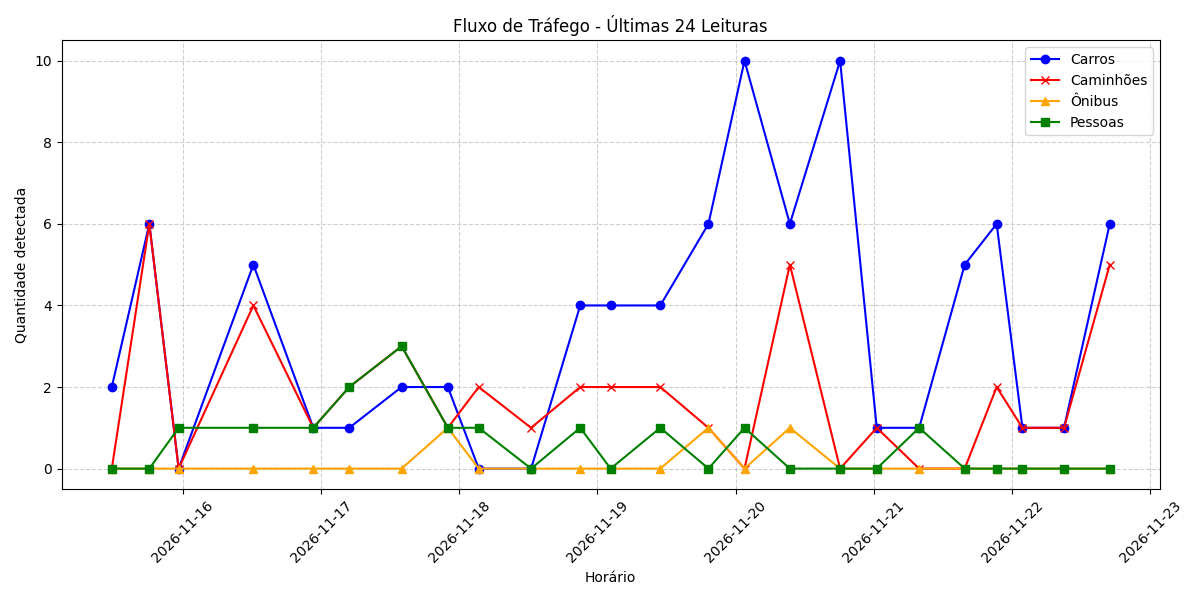 Fluxo de Tráfego - Últimas 24 Leituras
Carros
Caminhões
Ônibus
Pessoas
Quantidade detectada
10
8
6
4
2
0
2026-11-16
2026-11-17
2026-11-18
2026-11-19
2026-11-20
2026-11-21
2026-11-22
2026-11-23
Horário